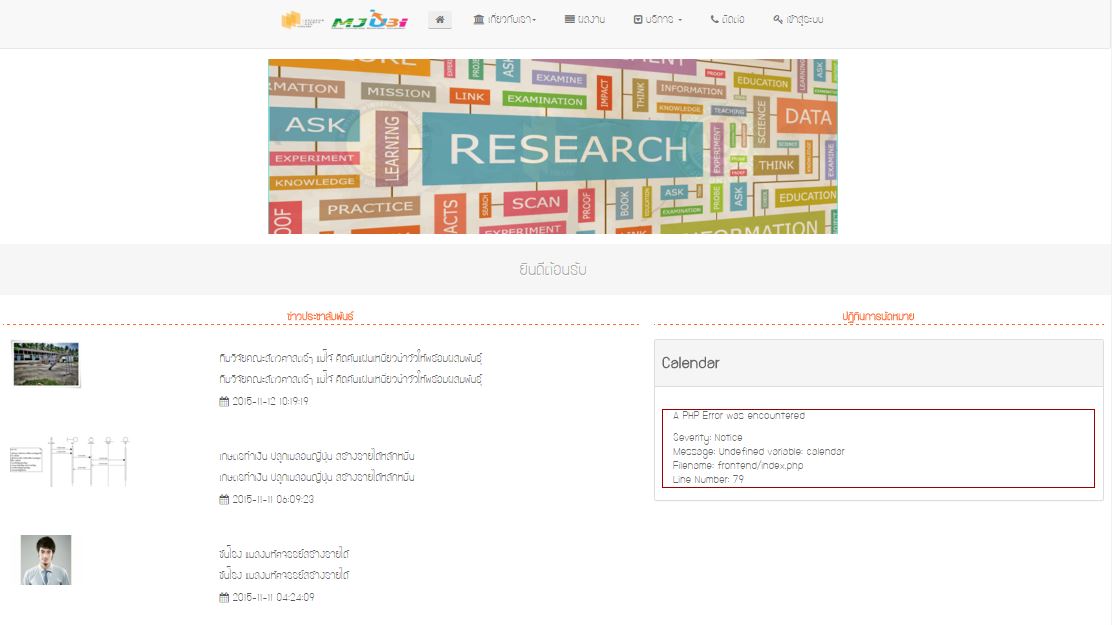 MJU BI
เกี่ยวกับเรา
ผลงาน
บริการ
ติดต่อ
เข้าสู่ระบบ
MATION
MISSION
LINK
EXAMINE
EXAMINATION
IMPACT
THINK
PROOF
INFORMATION
EDUCATION
LEARNING
ASK
KNOWLEDGE
TEACHING
SCIENCE
DATA
ASK
LEARNING
RESEARCH
EXPERIMENT
KNOWLEDGE
EXPERIMENT
SCIENCE
THINK
EXAMINE
PRACTICE
SEARCH
SCAN
PROOF
BOOK
EDUCATION
ASK
EXAMINATION
PROBE
ASK
EDUCATION
OOF
ACTS
EXPERIMENT
LINK
INFORMATION
ยินดีต้อนรับ
ข่าวประชาสัมพันธ์
ทีมวิจัยคณะสัตวศาสตร์ฯ แม่โจ้ คิดค้นแผ่นเหนี่ยวนำวัวให้พร้อมผสมพันธุ์
ทีมวิจัยคณะสัตวศาสตร์ฯ แม่โจ้ คิดค้นแผ่นเหนี่ยวนำวัวให้พร้อมผสมพันธุ์
2015-11-12 10:19:19
เกษตรทำเงิน ปลูกเมล่อนญี่ปุ่น สร้างรายได้หลักหมื่น
เกษตรทำเงิน ปลูกเมล่อนญี่ปุ่น สร้างรายได้หลักหมื่น
2015-11-11 06:09:23
ชันโรง แมลงมหัศจรรย์สร้างรายได้
ชันโรง แมลงมหัศจรรย์สร้างรายได้
2015-11-11 04:24:09
ปฏิทินการนัดหมาย
Calendar
A PHP Error was encountered
Severity: Notice
Message: Undefined variable: calendar
Filename: frontend/index.php
Line Number: 79